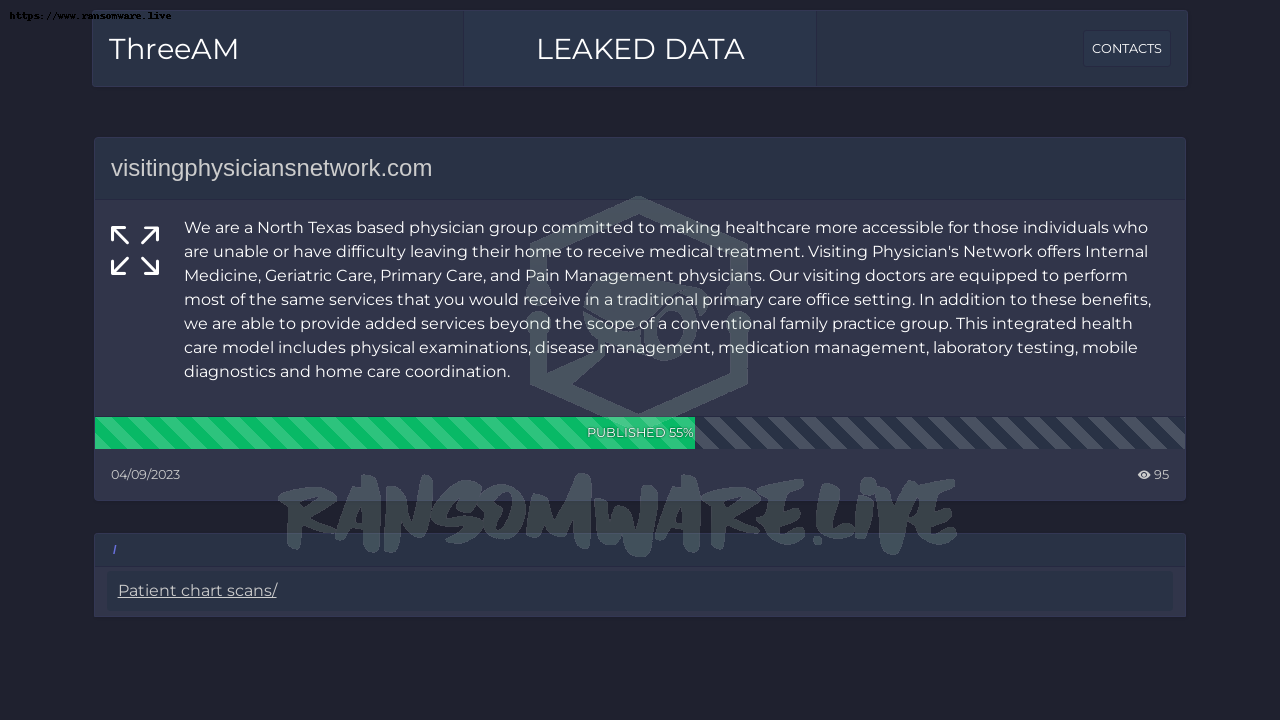 https://www.ransomware.live
ThreeAM
LEAKED DATA
CONTACTS
visitingphysiciansnetwork.com
We are a North Texas based physician group committed to making healthcare more accessible for those individuals who
are unable or have difficulty leaving their home to receive medical treatment. Visiting Physician's Network offers Internal
Medicine, Geriatric Care, Primary Care, and Pain Management physicians. Our visiting doctors are equipped to perform
most of the same services that you would receive in a traditional primary care office setting. In addition to these benefits,
we are able to provide added services beyond the scope of a conventional family practice group. This integrated health
care model includes physical examinations, disease management, medication management, laboratory testing, mobile
diagnostics and home care coordination.
PUBLISHED 55%
04/09/2023
95
RANSOMWARE.LIVE
/
Patient chart scans/